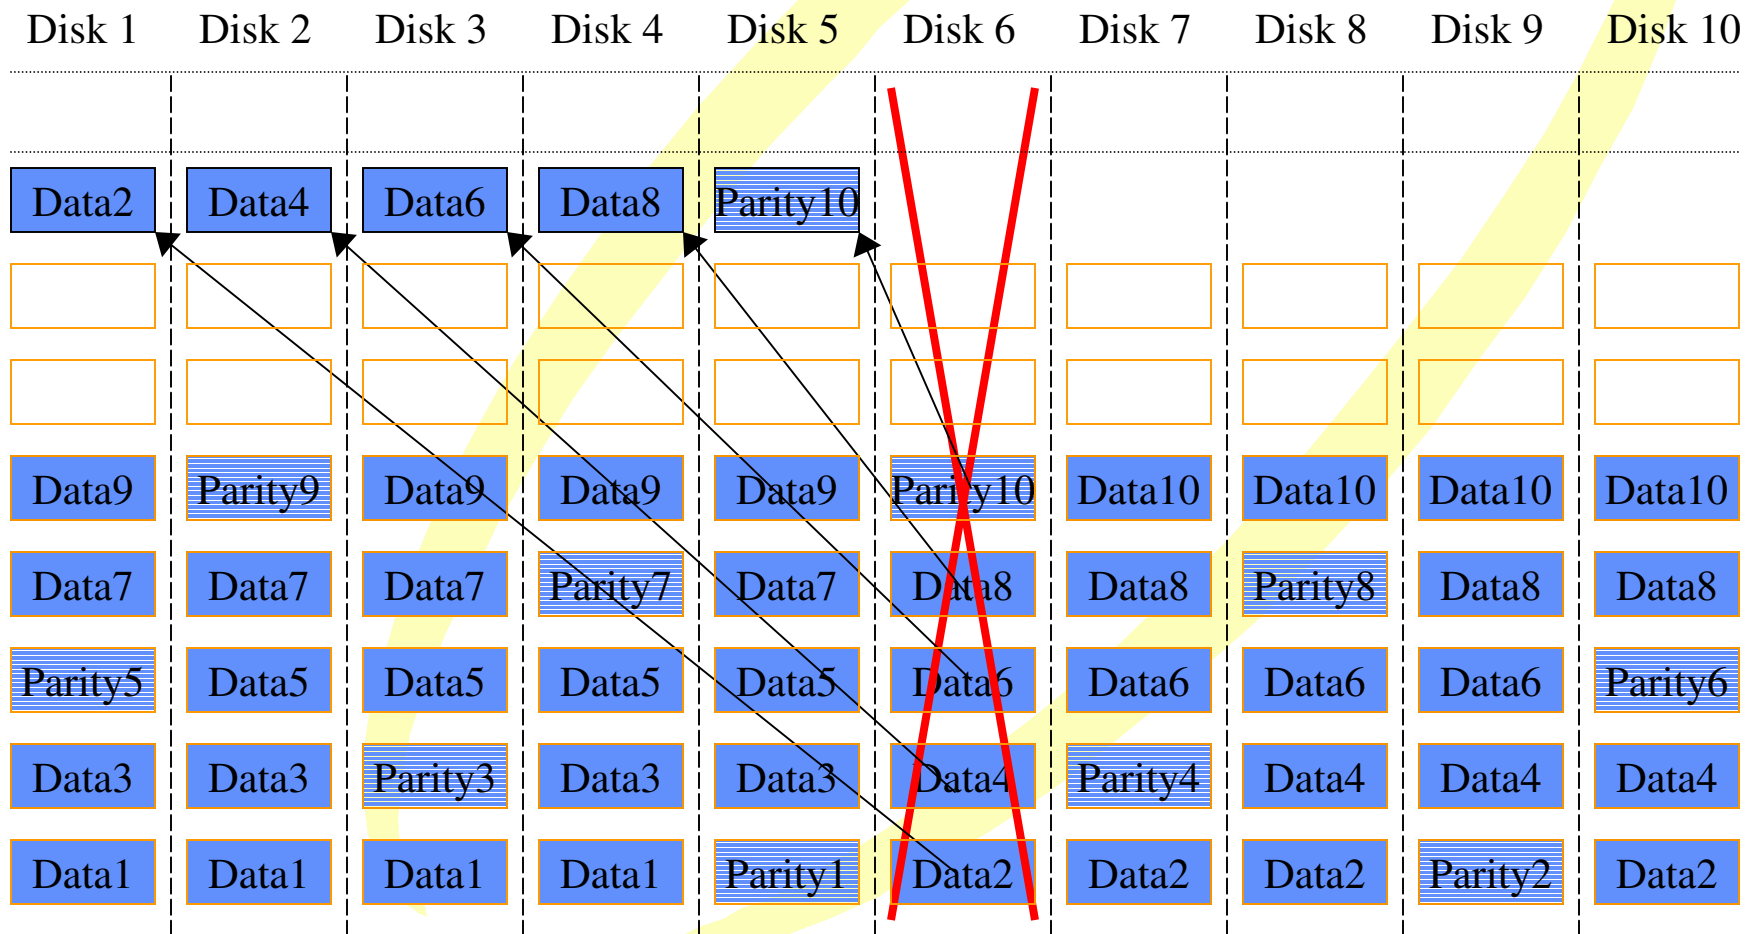 Disk 1 Disk 2 Disk 3 Disk 4 Disk 5 Disk 6 Disk 7 Disk 8 Disk 9 Disk 10
Data2 Data4 Data6 Data8 Parity10
Data9 Parity9 Data9 Data9 Data9 Parity10 Data10 Data10 Data10 Data10
Data7 Data7 Data7 Parity7 Data7 Data8 Data8 Parity8 Data8 Data8
Parity5 Data5 Data5 Data5 Data5 Data6 Data6 Data6 Data6 Parity6
Data3 Data3 Parity3 Data3 Data3 Data4 Parity4 Data4 Data4 Data4
Data1 Data1 Data1 Data1 Parity1 Data2 Data2 Data2 Parity2 Data2